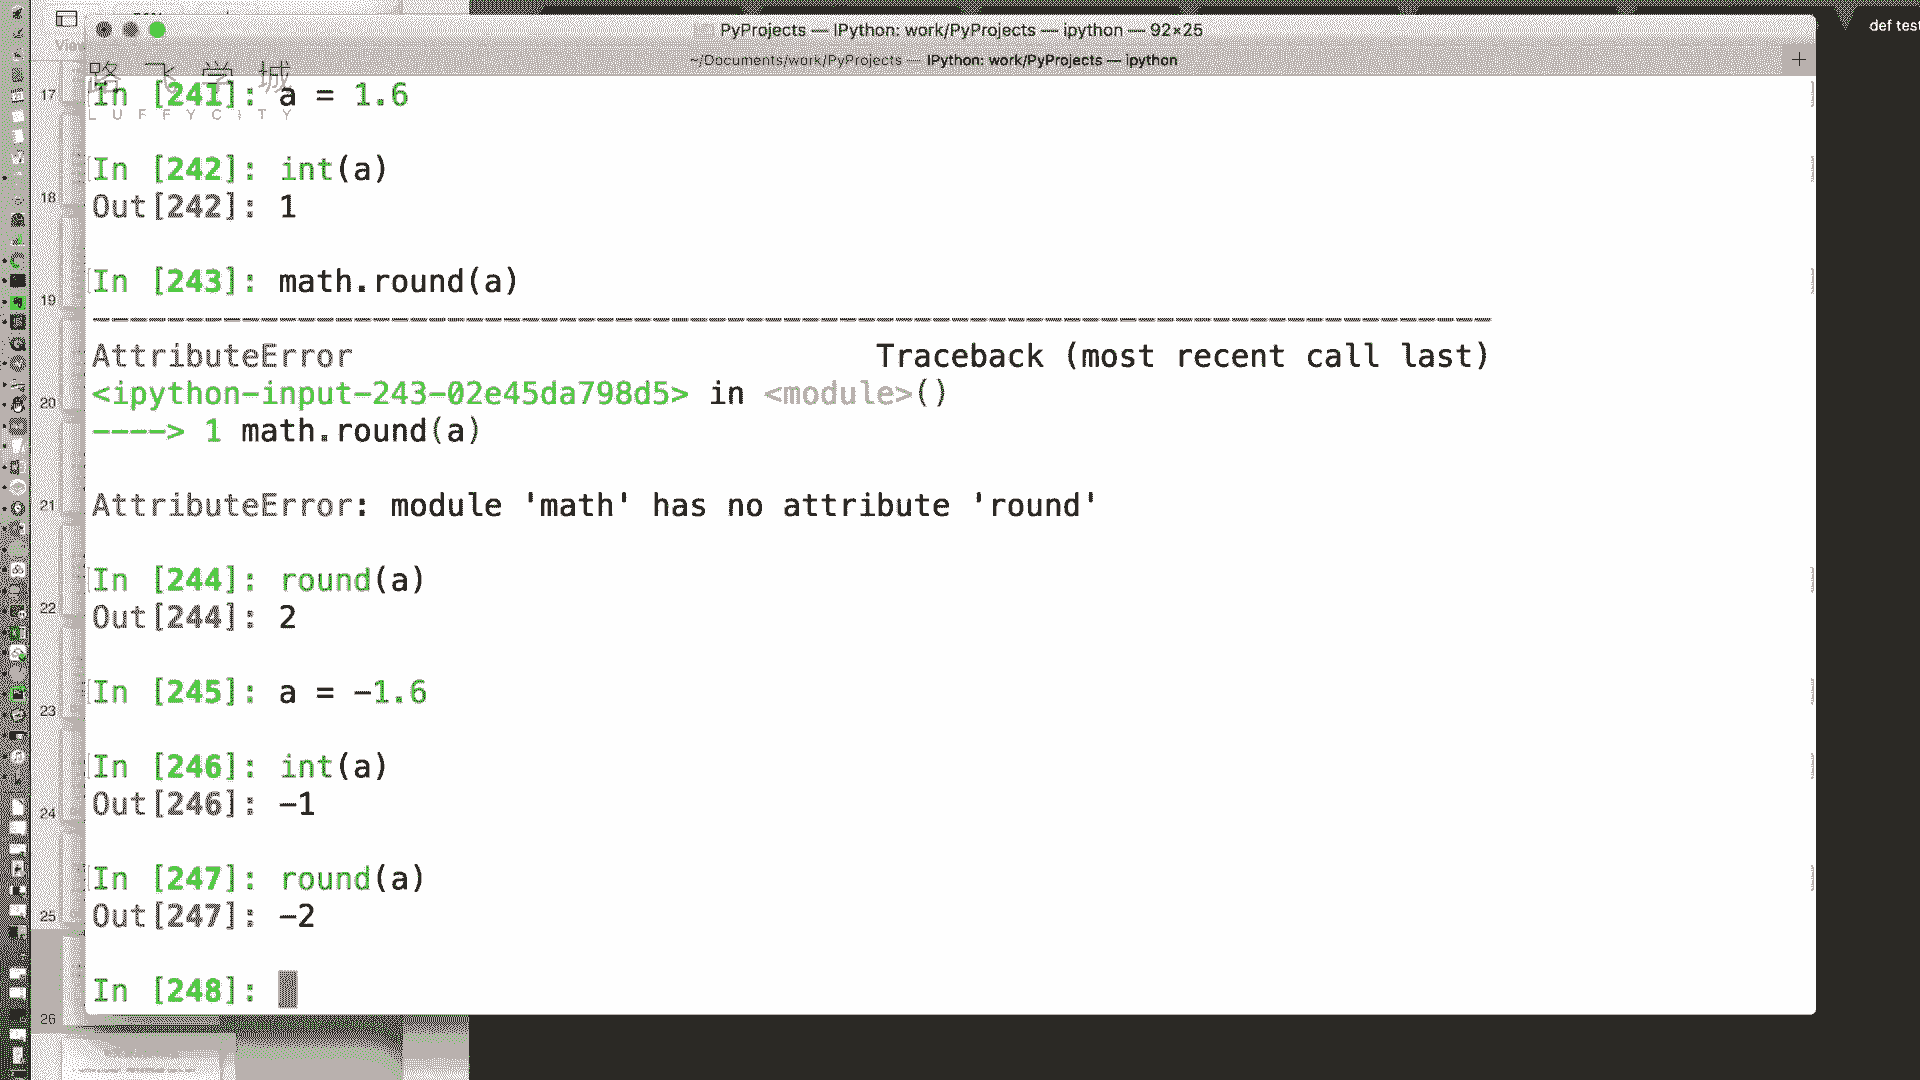 PyProjects — IPython: work/PyProjects — ipython — 92×25
def test
~/Documents/work/PyProjects — IPython: work/PyProjects — ipython
路飞学城
LUFFYCITY
In [241]: a = 1.6
In [242]: int(a)
Out[242]: 1
In [243]: math.round(a)
---------------------------------------------------------------------------
AttributeError Traceback (most recent call last)
<ipython-input-243-02e45da798d5> in <module>()
----> 1 math.round(a)
AttributeError: module 'math' has no attribute 'round'
In [244]: round(a)
Out[244]: 2
In [245]: a = -1.6
In [246]: int(a)
Out[246]: -1
In [247]: round(a)
Out[247]: -2
In [248]:
17
18
19
20
21
22
23
24
25
26